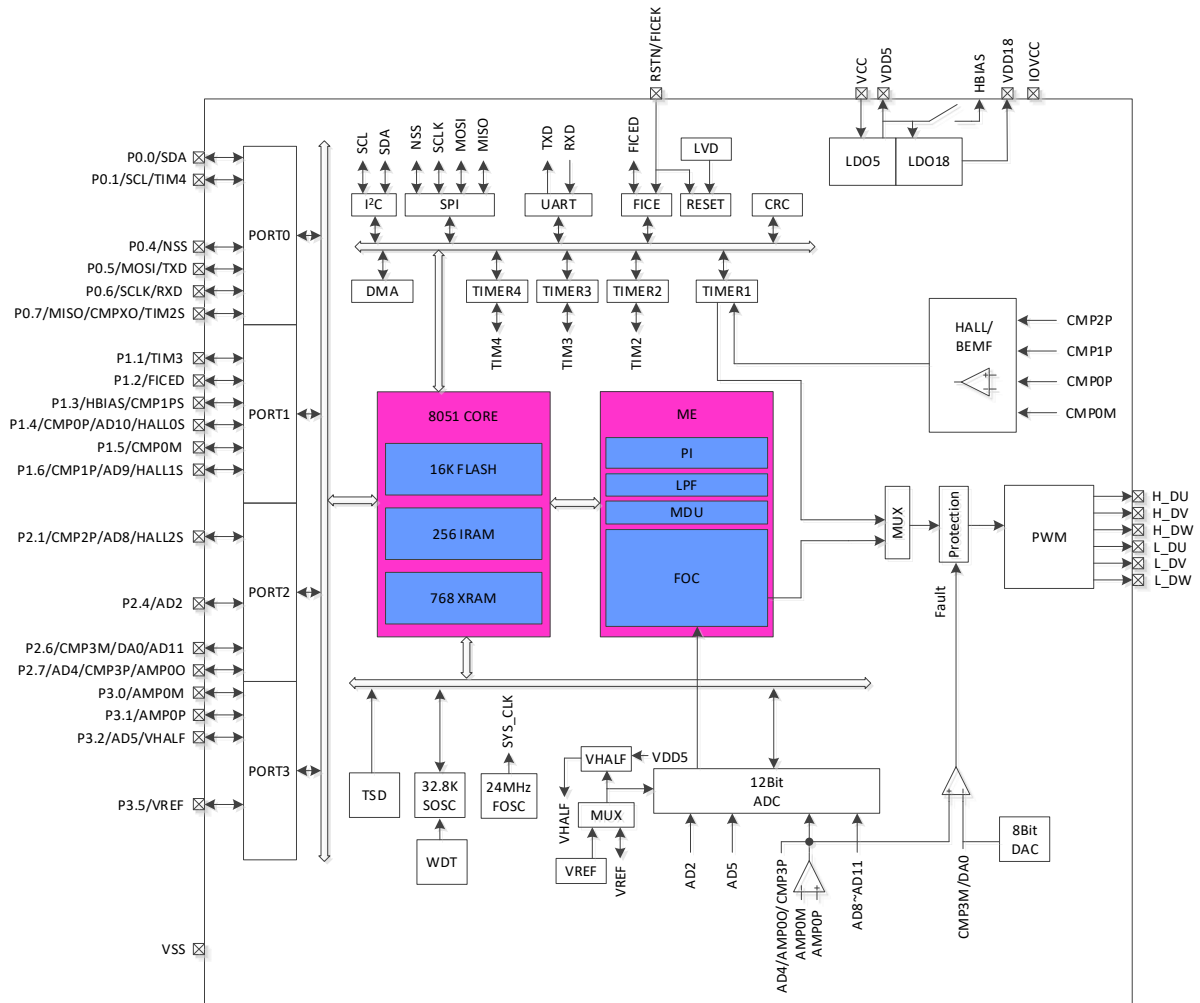 RSTN/FICEK
VCC
VDD5
HBIAS
VDD18
IOVCC
P0.0/SDA
P0.1/SCL/TIM4
P0.4/NSS
P0.5/MOSI/TXD
P0.6/SCLK/RXD
P0.7/MISO/CMPXO/TIM2S
P1.1/TIM3
P1.2/FICED
P1.3/HBIAS/CMP1PS
P1.4/CMP0P/AD10/HALL0S
P1.5/CMP0M
P1.6/CMP1P/AD9/HALL1S
P2.1/CMP2P/AD8/HALL2S
P2.4/AD2
P2.6/CMP3M/DA0/AD11
P2.7/AD4/CMP3P/AMP0O
P3.0/AMP0M
P3.1/AMP0P
P3.2/AD5/VHALF
P3.5/VREF
VSS
PORT0
PORT1
PORT2
PORT3
SCL
SDA
NSS
SCLK
MOSI
MISO
TXD
RXD
FICED
LVD
I²C
SPI
UART
FICE
RESET
CRC
LDO5
LDO18
DMA
TIMER4
TIMER3
TIMER2
TIMER1
TIM4
TIM3
TIM2
HALL/
BEMF
CMP2P
CMP1P
CMP0P
CMP0M
8051 CORE
16K FLASH
256 IRAM
768 XRAM
ME
PI
LPF
MDU
FOC
MUX
Protection
Fault
PWM
H_DU
H_DV
H_DW
L_DU
L_DV
L_DW
TSD
32.8K
SOSC
WDT
SYS_CLK
24MHz
FOSC
VHALF
VDD5
VHALF
MUX
VREF
VREF
12Bit
ADC
AD2
AD5
AD4/AMP0O/CMP3P
AMP0M
AMP0P
AD8~AD11
CMP3M/DA0
8Bit
DAC